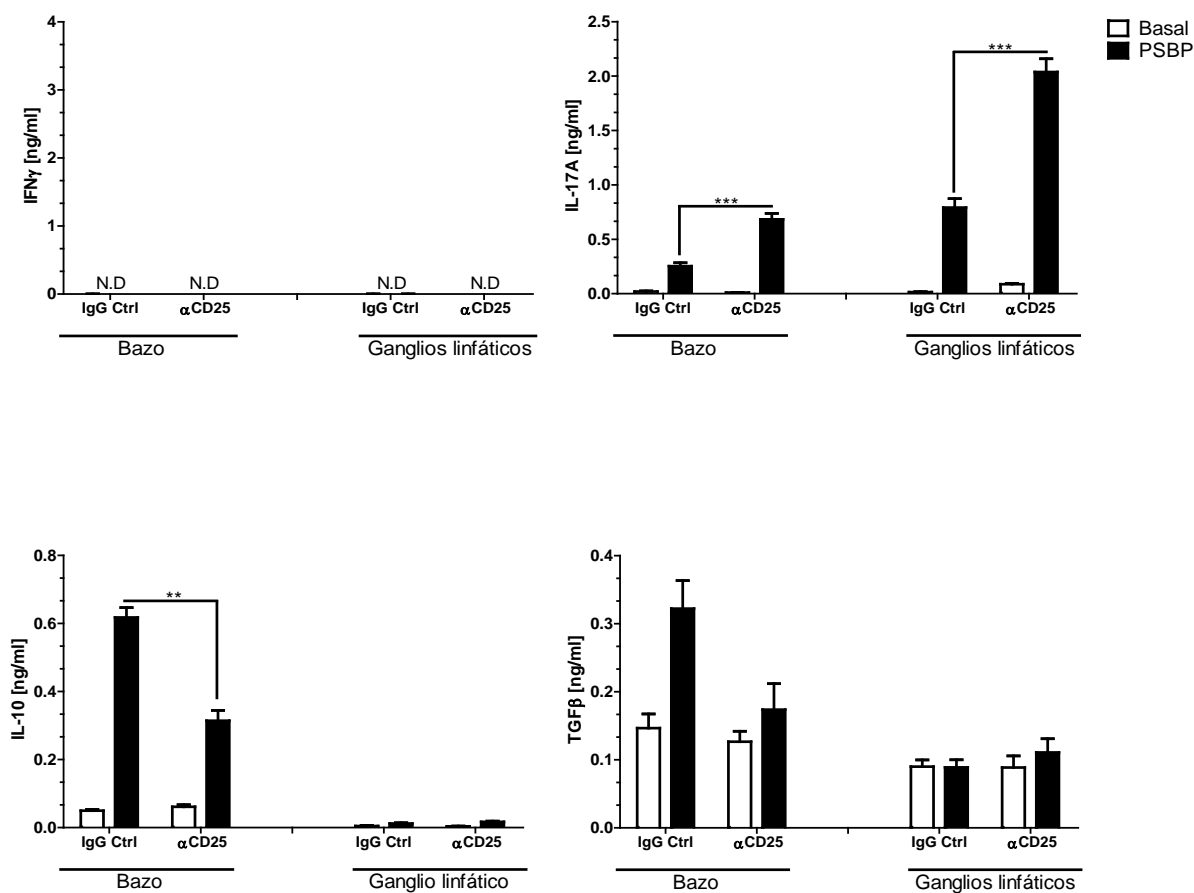 Basal
PSBP
IFNγ [ng/ml]
4
3
2
1
0
N.D N.D N.D N.D
IgG Ctrl αCD25 IgG Ctrl αCD25
Bazo Ganglios linfáticos
IL-17A [ng/ml]
2.5
2.0
1.5
1.0
0.5
0.0
***
***
IgG Ctrl αCD25 IgG Ctrl αCD25
Bazo Ganglios linfáticos
IL-10 [ng/ml]
0.8
0.6
0.4
0.2
0.0
**
IgG Ctrl αCD25 IgG Ctrl αCD25
Bazo Ganglio linfático
TGFβ [ng/ml]
0.4
0.3
0.2
0.1
0.0
IgG Ctrl αCD25 IgG Ctrl αCD25
Bazo Ganglios linfáticos